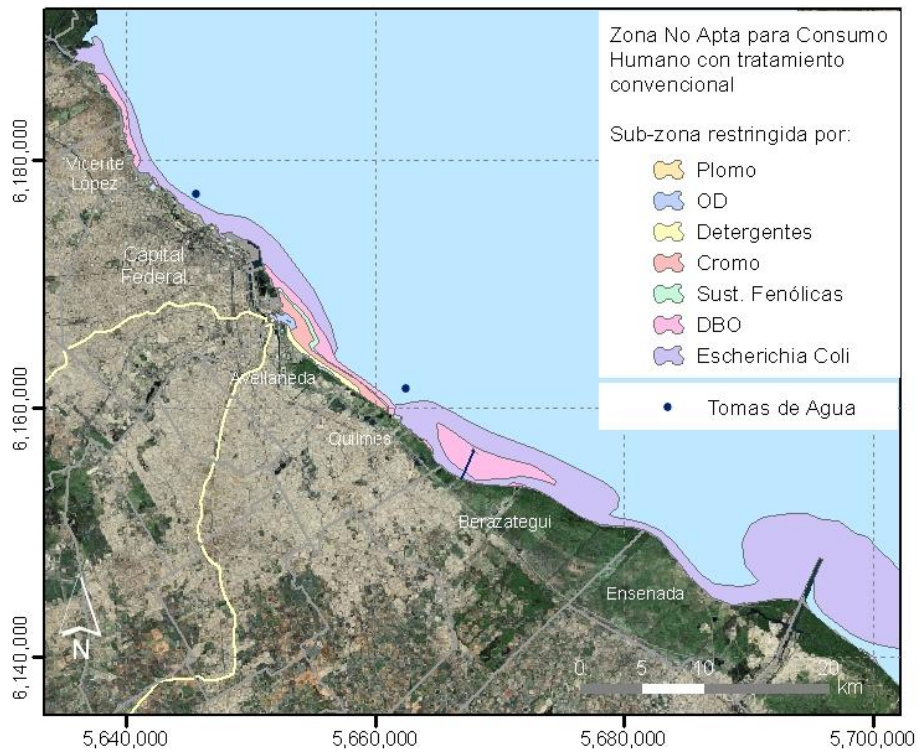 Zona No Apta para Consumo
Humano con tratamiento
convencional
Sub-zona restringida por:
Plomo
OD
Detergentes
Cromo
Sust. Fenólicas
DBO
Escherichia Coli
Tomas de Agua
Vicente
López
Capital
Federal
Avellaneda
Quilmes
Berazategui
Ensenada
6,180,000
6,160,000
6,140,000
N
0 5 10 20
km
5,640,000 5,660,000 5,680,000 5,700,000